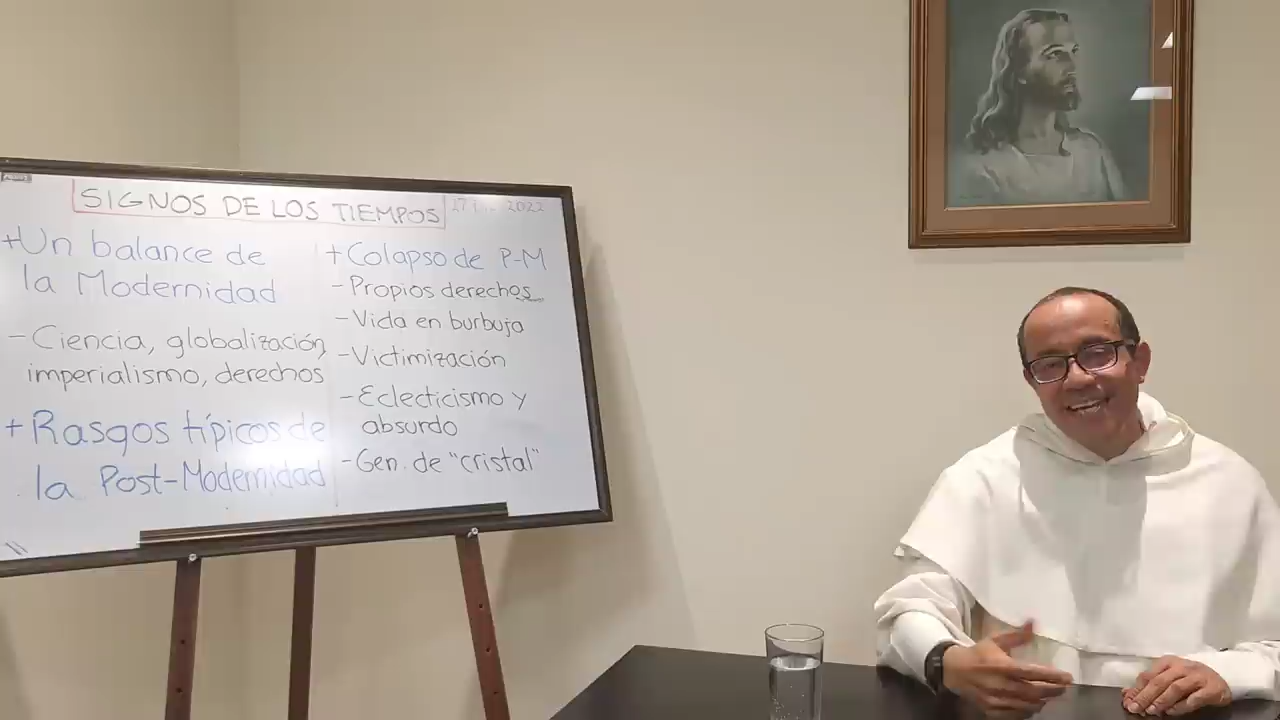 SIGNOS DE LOS TIEMPOS
2022
+Un balance de
la Modernidad
-Ciencia, globalización,
imperialismo, derechos
+Rasgos típicos de
la Post-Modernidad
+Colapso de P-M
-Propios derechos
-Vida en burbuja
-Victimización
-Eclecticismo y
absurdo
-Gen. de "cristal"